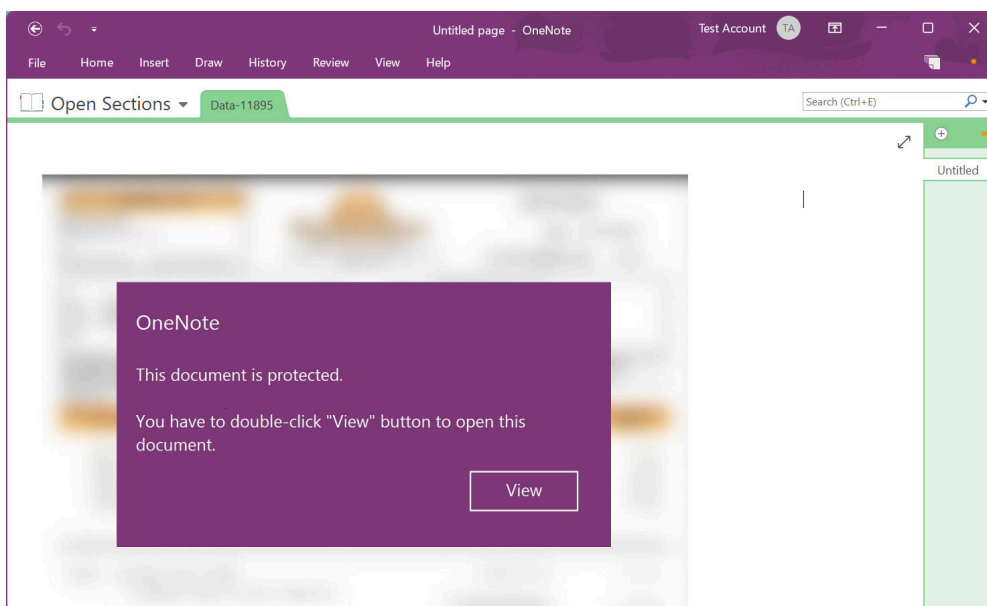 Untitled page - OneNote
Test Account TA
File Home Insert Draw History Review View Help
Open Sections Data-11895 Search (Ctrl+E)
Untitled
OneNote
This document is protected.
You have to double-click "View" button to open this
document.
View